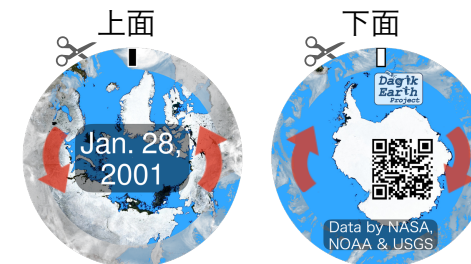 上面
下面
Jan. 28,
2001
Dagik
Earth
Project
Data by NASA,
NOAA & USGS